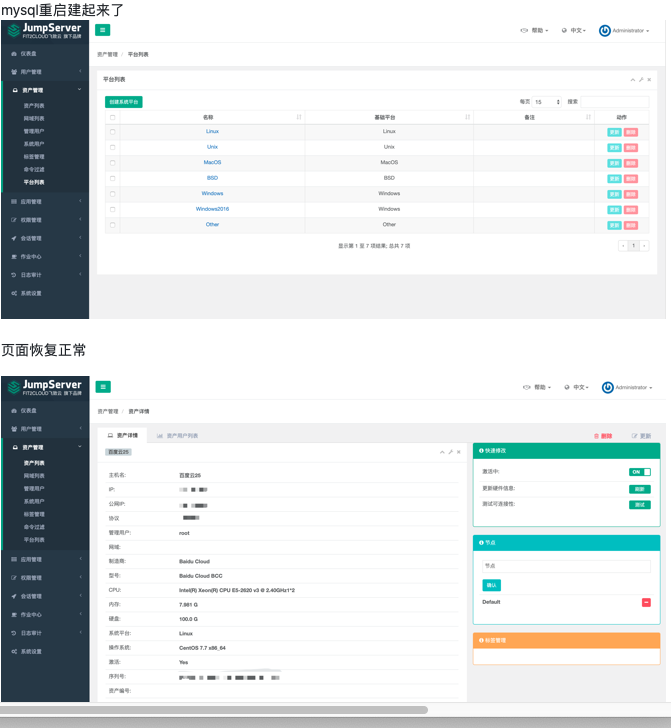 mysql重启建起来了
JumpServer
FIT2CLOUD飞致云 旗下品牌
帮助
中文
Administrator
仪表盘
用户管理
资产管理
资产列表
网域列表
管理用户
系统用户
标签管理
命令过滤
平台列表
应用管理
权限管理
会话管理
作业中心
日志审计
系统设置
资产管理 / 平台列表
平台列表
创建系统平台
每页 15 搜索
名称 基础平台 备注 动作
Linux Linux 更新 删除
Unix Unix 更新 删除
MacOS MacOS 更新 删除
BSD BSD 更新 删除
Windows Windows 更新 删除
Windows2016 Windows 更新 删除
Other Other 更新 删除
显示第 1 至 7 项结果; 总共 7 项
‹ 1 ›
页面恢复正常
JumpServer
FIT2CLOUD飞致云 旗下品牌
帮助
中文
Administrator
仪表盘
用户管理
资产管理
资产列表
网域列表
管理用户
系统用户
标签管理
命令过滤
平台列表
应用管理
权限管理
会话管理
作业中心
日志审计
系统设置
资产管理 / 资产详情
资产详情 资产用户列表
删除 更新
百度云25
主机名: 百度云25
IP:
公网IP:
协议
管理用户: root
网域:
制造商: Baidu Cloud
型号: Baidu Cloud BCC
CPU: Intel(R) Xeon(R) CPU E5-2620 v3 @ 2.40GHz1*2
内存: 7.981 G
硬盘: 100.0 G
系统平台: Linux
操作系统: CentOS 7.7 x86_64
激活: Yes
序列号:
资产编号:
快速修改
激活中: ON
更新硬件信息: 刷新
测试可连接性: 测试
节点
节点
确认
Default
标签管理